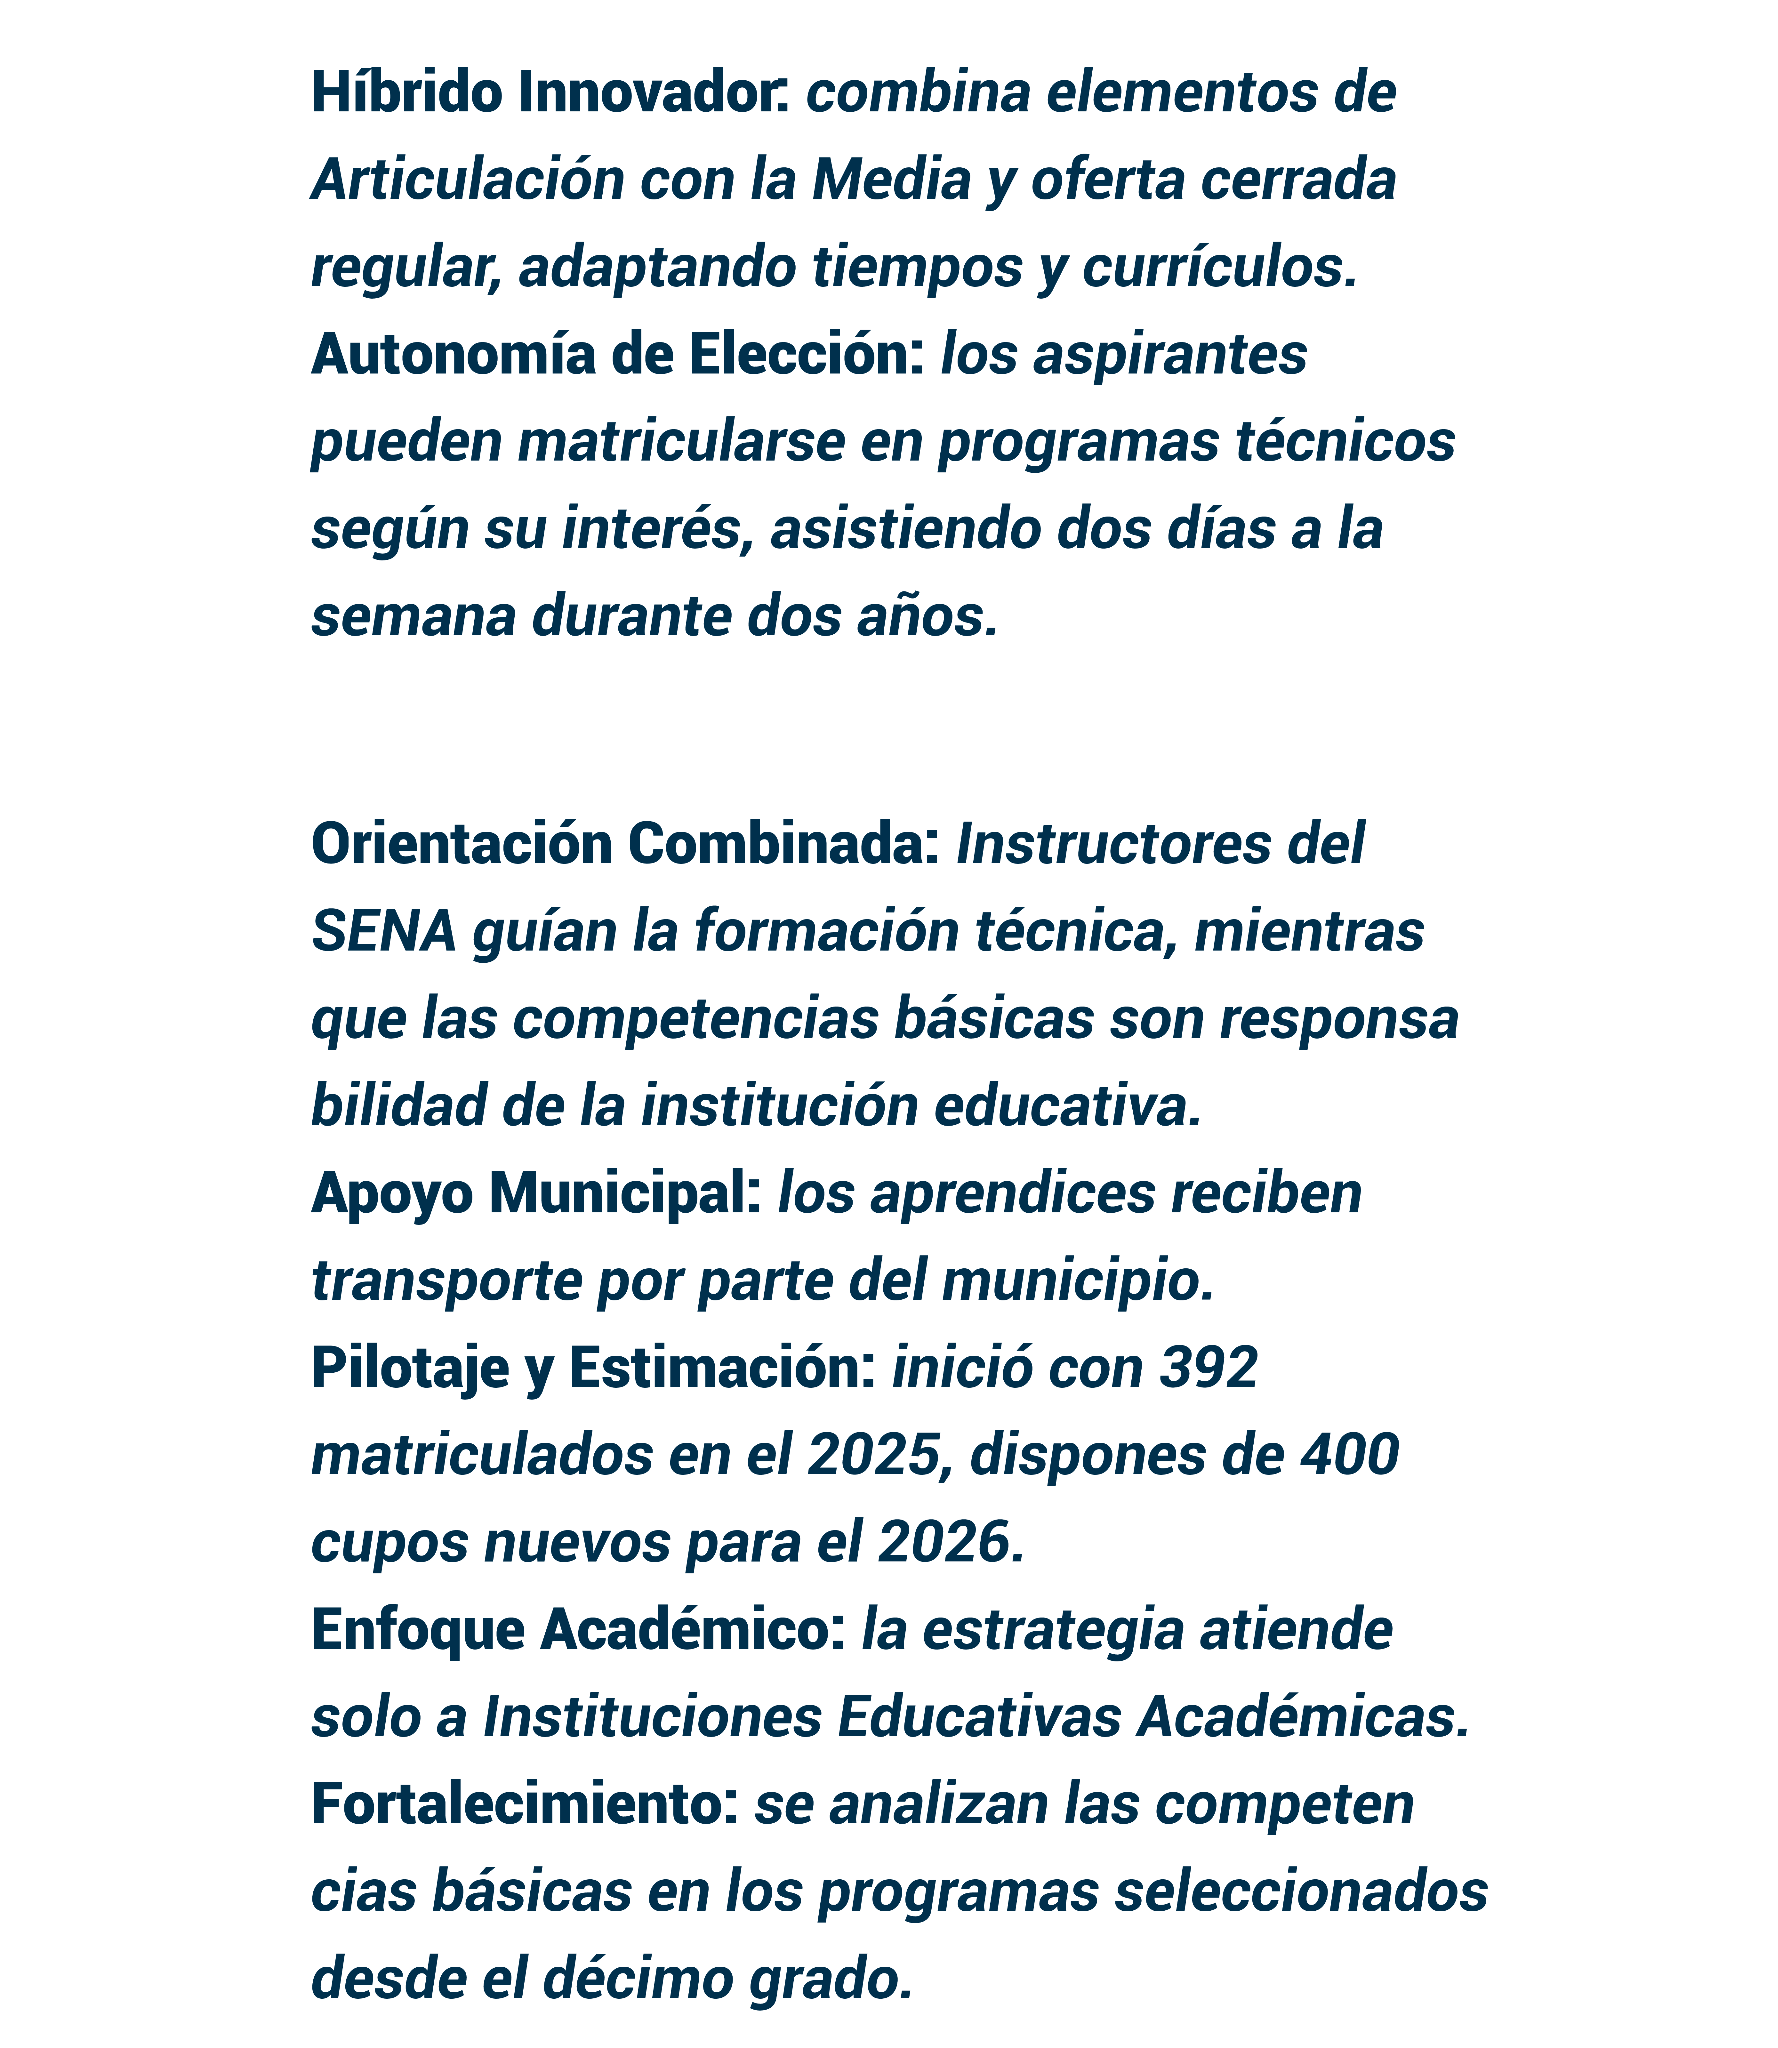 Híbrido Innovador: combina elementos de
Articulación con la Media y oferta cerrada
regular, adaptando tiempos y currículos.
Autonomía de Elección: los aspirantes
pueden matricularse en programas técnicos
según su interés, asistiendo dos días a la
semana durante dos años.
Orientación Combinada: Instructores del
SENA guían la formación técnica, mientras
que las competencias básicas son responsa
bilidad de la institución educativa.
Apoyo Municipal: los aprendices reciben
transporte por parte del municipio.
Pilotaje y Estimación: inició con 392
matriculados en el 2025, dispones de 400
cupos nuevos para el 2026.
Enfoque Académico: la estrategia atiende
solo a Instituciones Educativas Académicas.
Fortalecimiento: se analizan las competen
cias básicas en los programas seleccionados
desde el décimo grado.